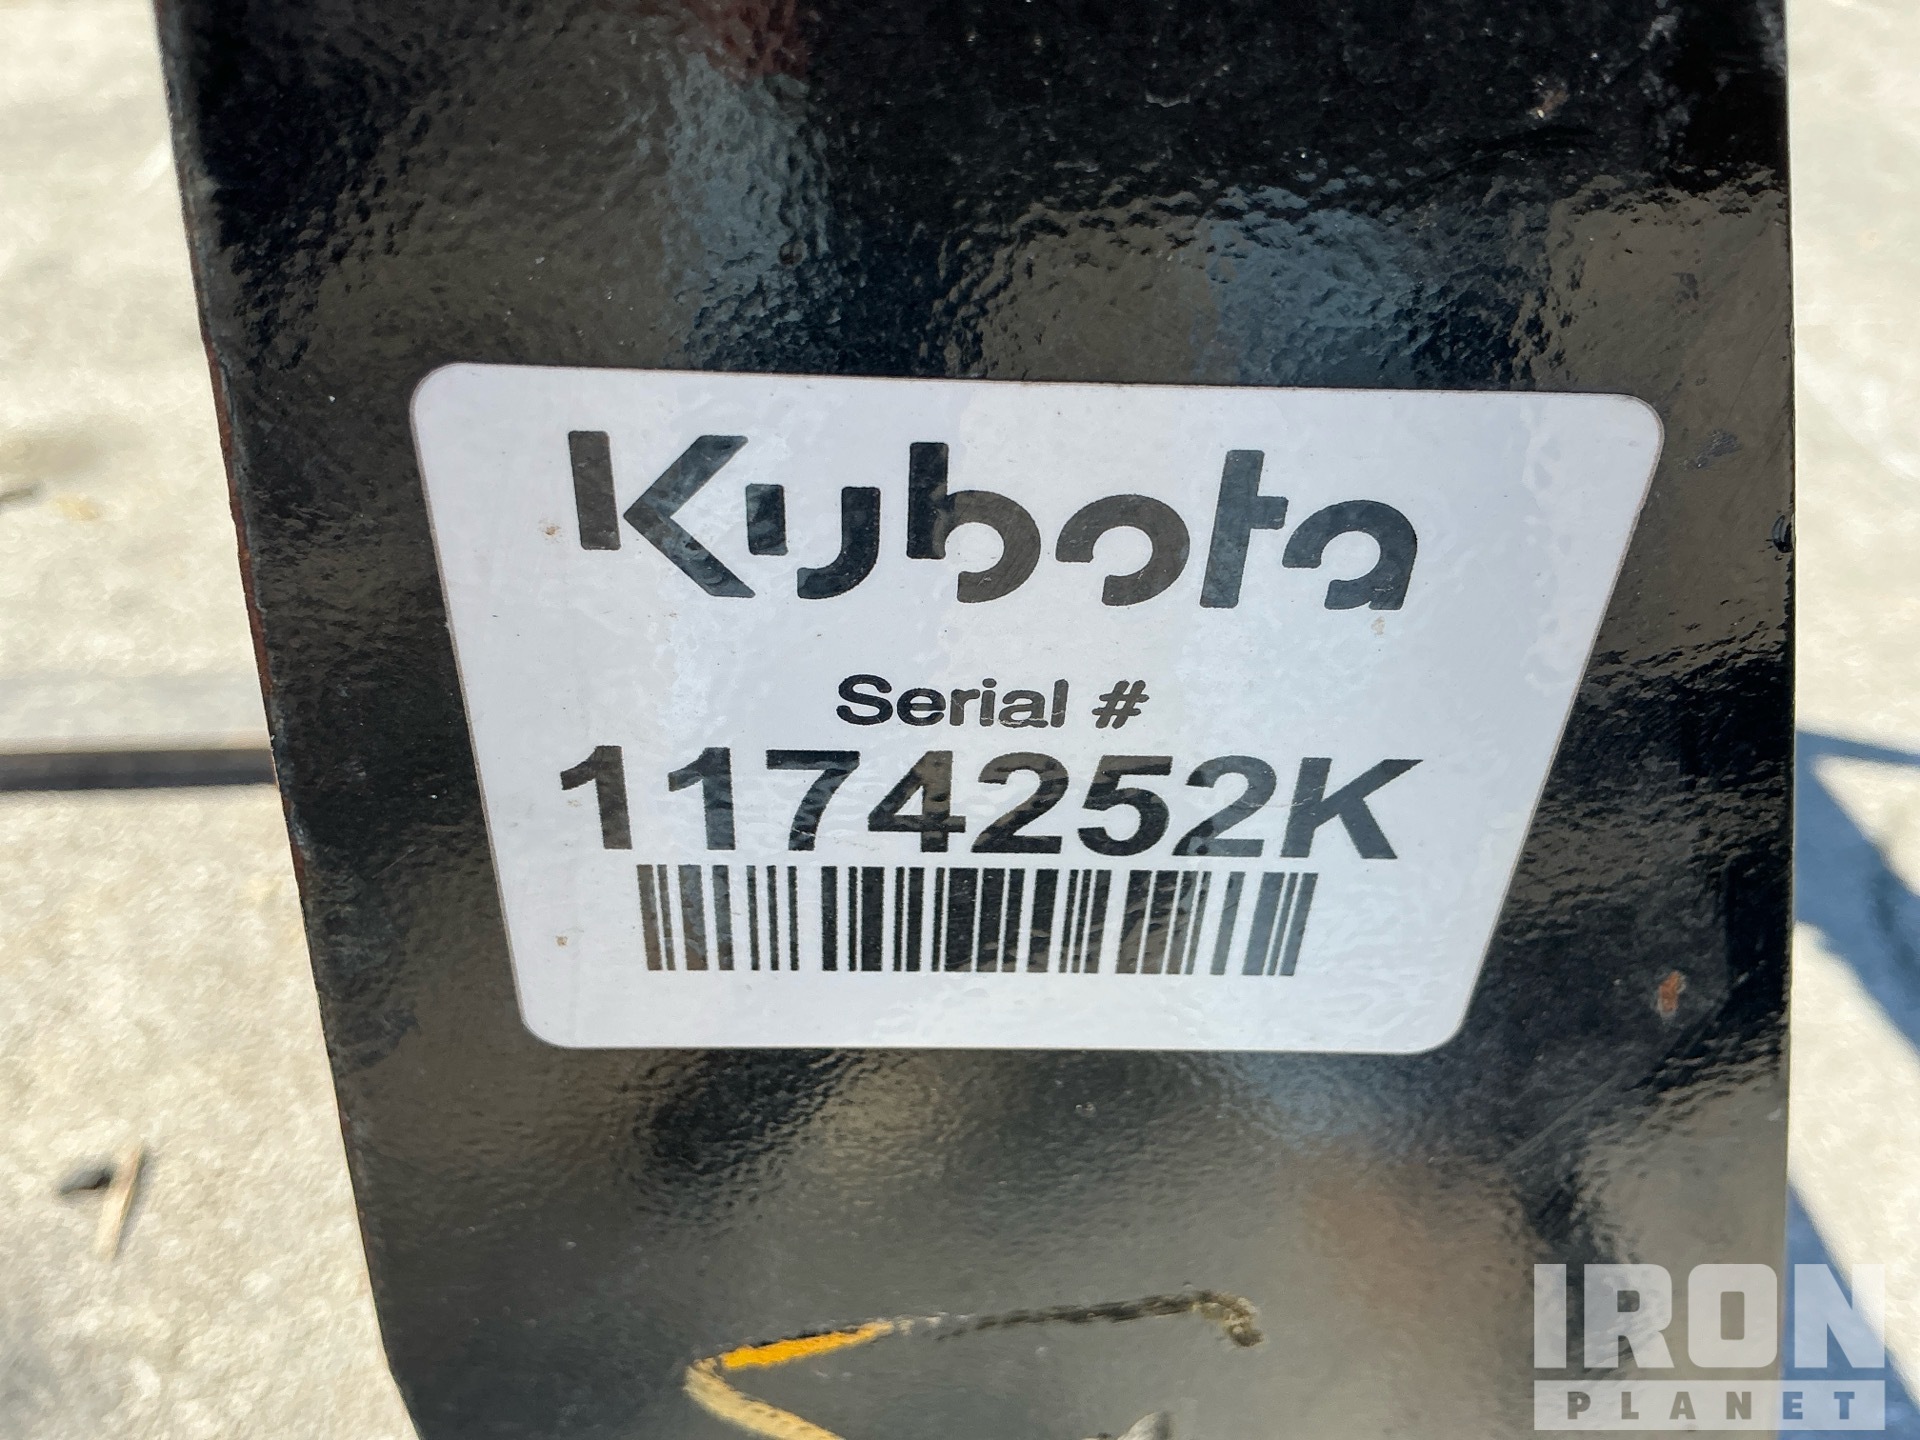 Kubota
Serial #
1174252K
IRON
PLANET